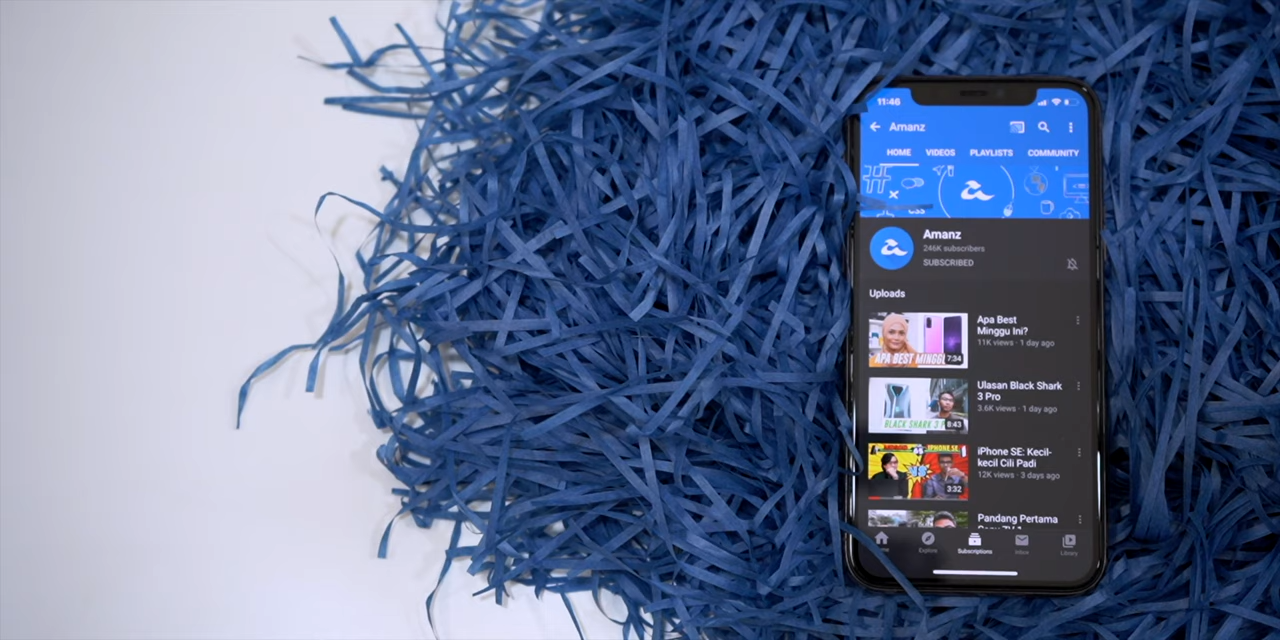 11:46
Amanz
HOME VIDEOS PLAYLISTS COMMUNITY
CSS
Amanz
246K subscribers
SUBSCRIBED
Uploads
APA BEST MINGGU
7:34
Apa Best
Minggu Ini?
11K views · 1 day ago
BLACK SHARK 3 P
8:43
Ulasan Black Shark
3 Pro
3.6K views · 1 day ago
IPHONE SE
3:32
iPhone SE: Kecil-
kecil Cili Padi
12K views · 3 days ago
Pandang Pertama
Explore Subscriptions Inbox Library